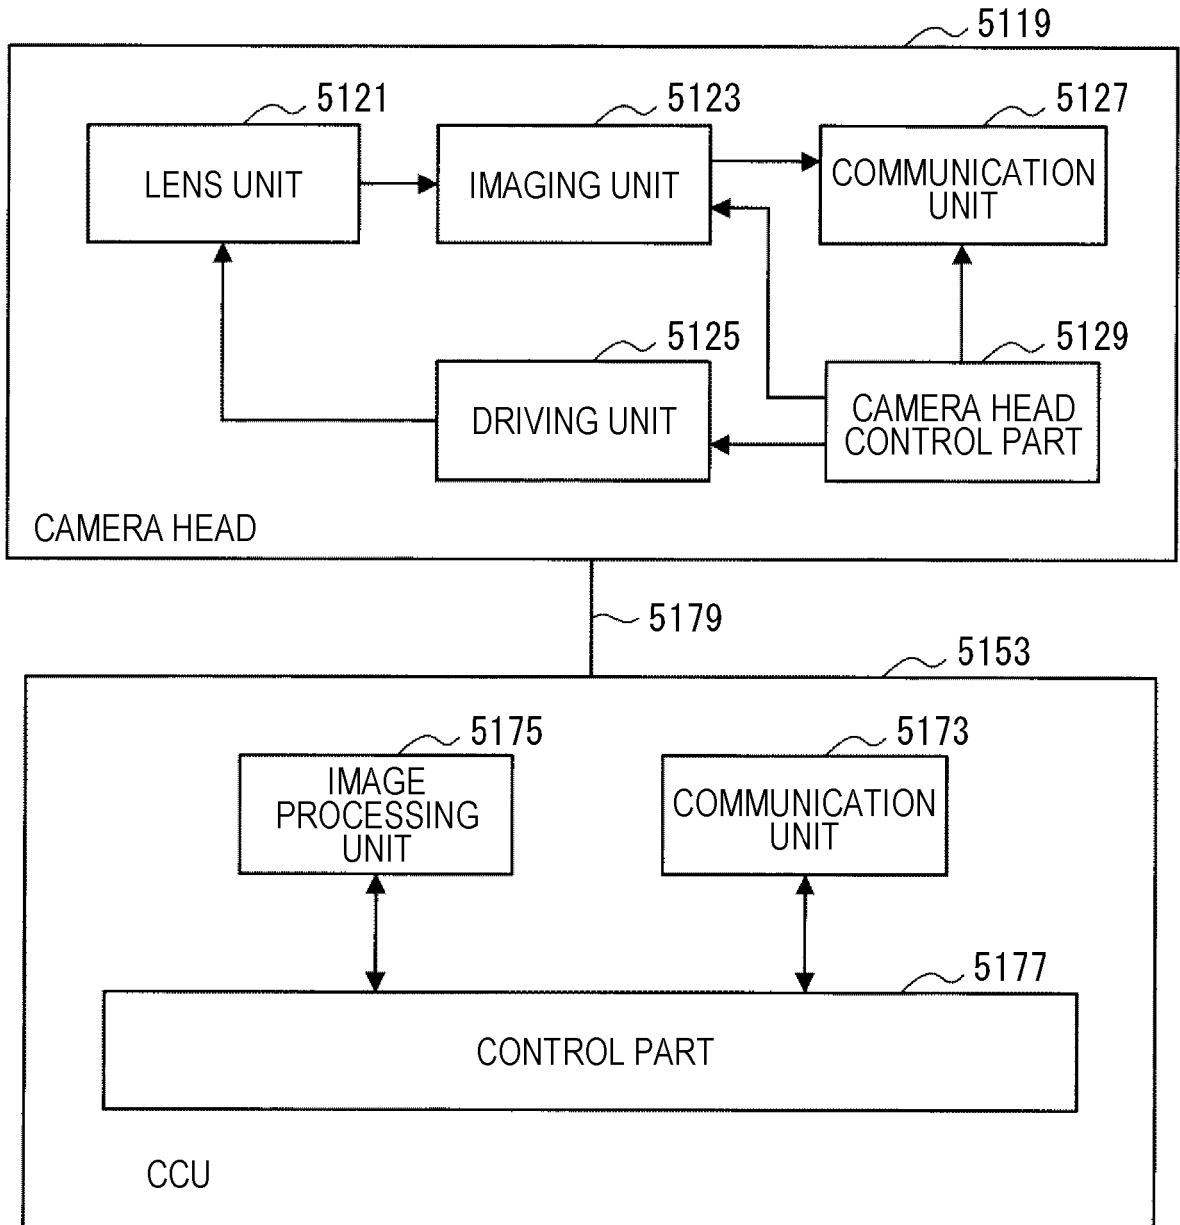 5119
5121
5123
5127
LENS UNIT
IMAGING UNIT
COMMUNICATION
UNIT
5125
5129
DRIVING UNIT
CAMERA HEAD
CONTROL PART
CAMERA HEAD
5179
5153
5175
5173
IMAGE
PROCESSING
UNIT
COMMUNICATION
UNIT
5177
CONTROL PART
CCU